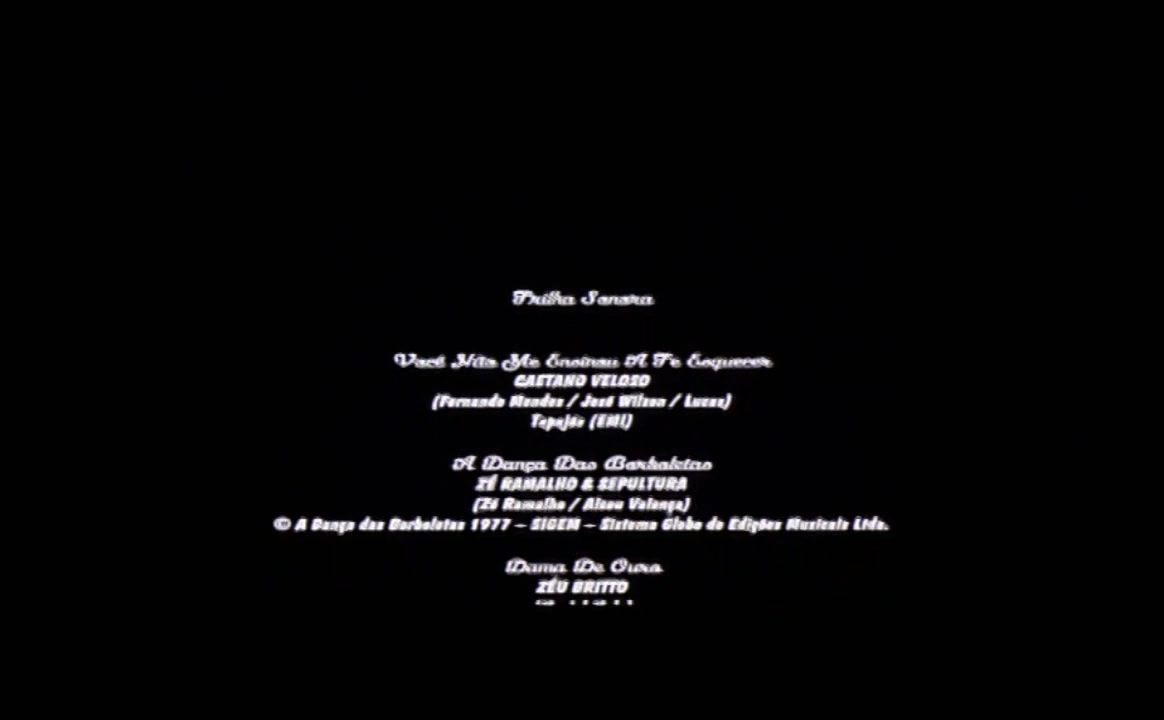 Trilha Sonora
Você Não Me Ensinou A Te Esquecer
CAETANO VELOSO
(Fernando Mendes / José Wilson / Lucas)
Tapajós (EMI)
A Dança Das Borboletas
ZÉ RAMALHO & SEPULTURA
(Zé Ramalho / Alceu Valença)
© A Dança das Borboletas 1977 – SIGEM – Sistema Globo de Edições Musicais Ltda.
Dama De Ouro
ZÉU BRITTO